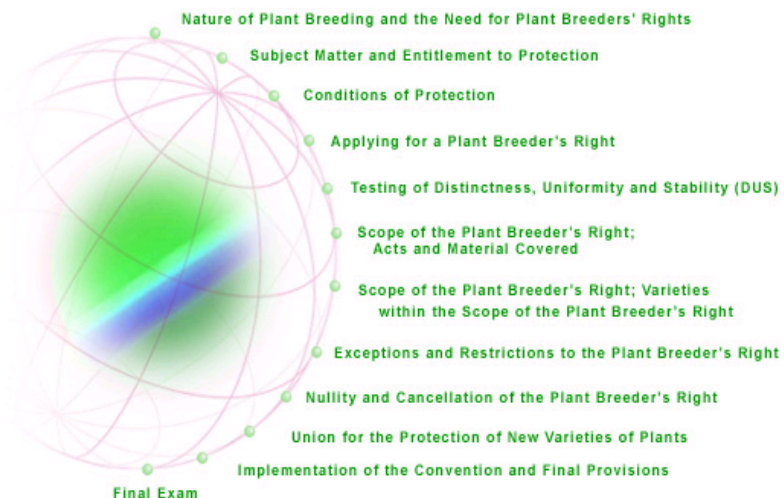 Nature of Plant Breeding and the Need for Plant Breeders' Rights
Subject Matter and Entitlement to Protection
Conditions of Protection
Applying for a Plant Breeder's Right
Testing of Distinctness, Uniformity and Stability (DUS)
Scope of the Plant Breeder's Right;
Acts and Material Covered
Scope of the Plant Breeder's Right; Varieties
within the Scope of the Plant Breeder's Right
Exceptions and Restrictions to the Plant Breeder's Right
Nullity and Cancellation of the Plant Breeder's Right
Union for the Protection of New Varieties of Plants
Implementation of the Convention and Final Provisions
Final Exam